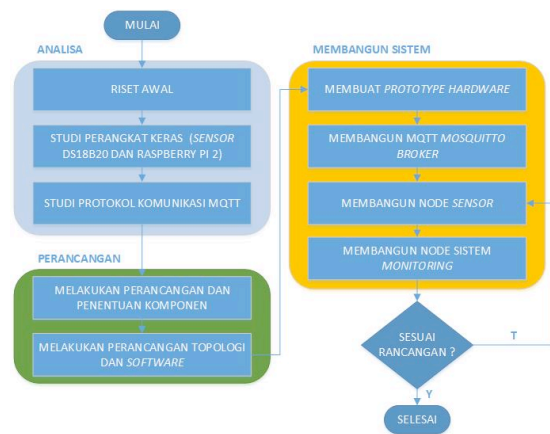 MULAI
ANALISA
RISET AWAL
STUDI PERANGKAT KERAS (SENSOR
DS18B20 DAN RASPBERRY PI 2)
STUDI PROTOKOL KOMUNIKASI MQTT
PERANCANGAN
MELAKUKAN PERANCANGAN DAN
PENENTUAN KOMPONEN
MELAKUKAN PERANCANGAN TOPOLOGI
DAN SOFTWARE
MEMBANGUN SISTEM
MEMBUAT PROTOTYPE HARDWARE
MEMBANGUN MQTT MOSQUITTO
BROKER
MEMBANGUN NODE SENSOR
MEMBANGUN NODE SISTEM
MONITORING
SESUAI
RANCANGAN ?
T
Y
SELESAI